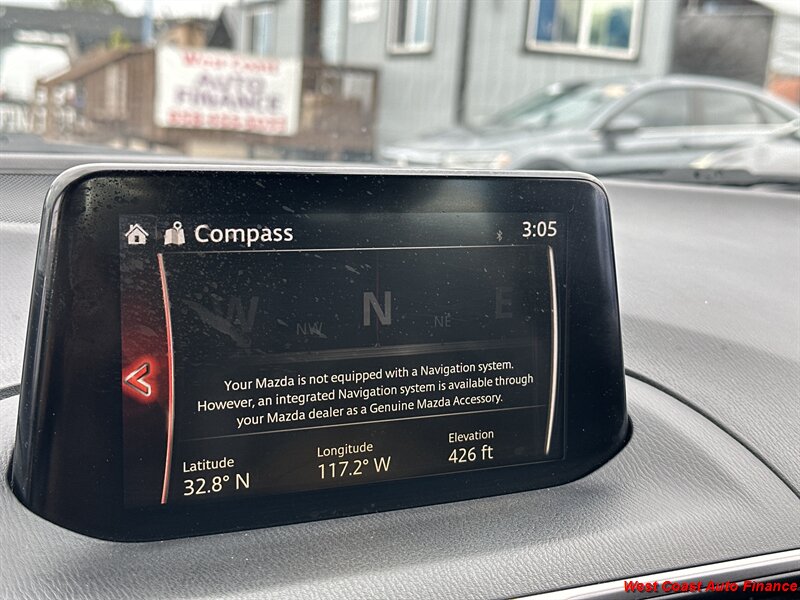 West Coast
AUTO
FINANCE
Compass
3:05
W NW N NE E
Your Mazda is not equipped with a Navigation system.
However, an integrated Navigation system is available through
your Mazda dealer as a Genuine Mazda Accessory.
Latitude
32.8° N
Longitude
117.2° W
Elevation
426 ft
West Coast Auto Finance